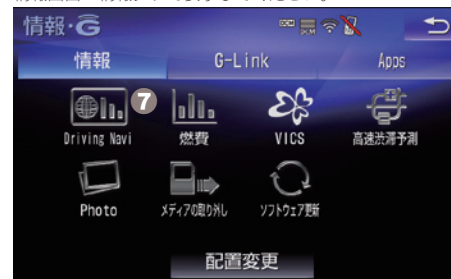 情報・G
情報 G-Link Apps
7
Driving Navi 燃費 VICS 高速渋滞予測
Photo メディアの取り外し ソフトウェア更新
配置変更